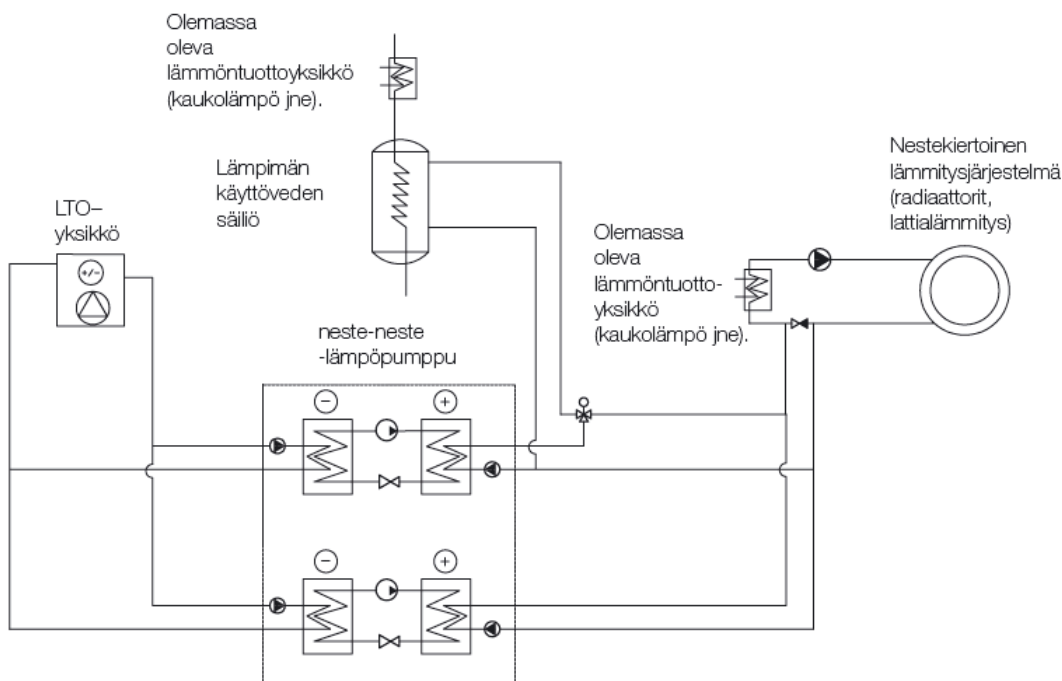 Olemassa
oleva
lämmöntuottoyksikkö
(kaukolämpö jne).
Lämpimän
käyttöveden
säiliö
LTO–
yksikkö
+/−
neste-neste
-lämpöpumppu
Olemassa
oleva
lämmöntuotto-
yksikkö
(kaukolämpö jne).
Nestekiertoinen
lämmitysjärjestelmä
(radiaattorit,
lattialämmitys)
−
+
−
+